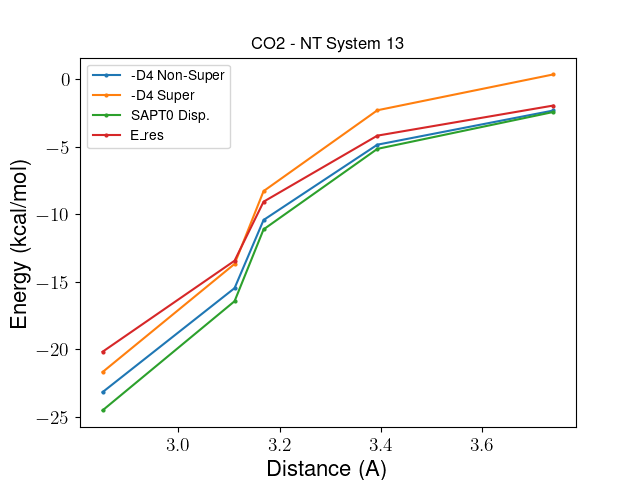 CO2 - NT System 13
-D4 Non-Super
-D4 Super
SAPT0 Disp.
E_res
Energy (kcal/mol)
0
−5
−10
−15
−20
−25
3.0 3.2 3.4 3.6
Distance (A)